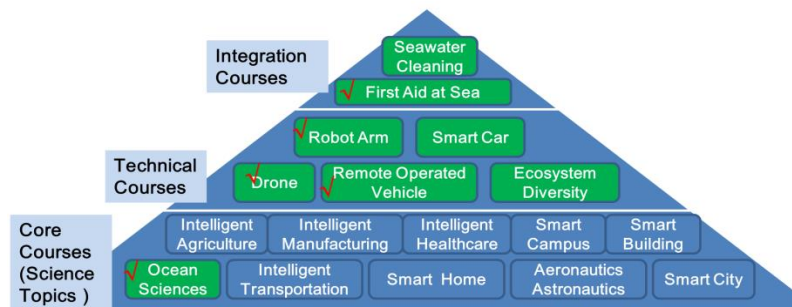 Integration
Courses
Seawater
Cleaning
√ First Aid at Sea
Technical
Courses
√ Robot Arm
Smart Car
√ Drone
√ Remote Operated
Vehicle
Ecosystem
Diversity
Core
Courses
(Science
Topics )
Intelligent
Agriculture
Intelligent
Manufacturing
Intelligent
Healthcare
Smart
Campus
Smart
Building
√ Ocean
Sciences
Intelligent
Transportation
Smart Home
Aeronautics
Astronautics
Smart City